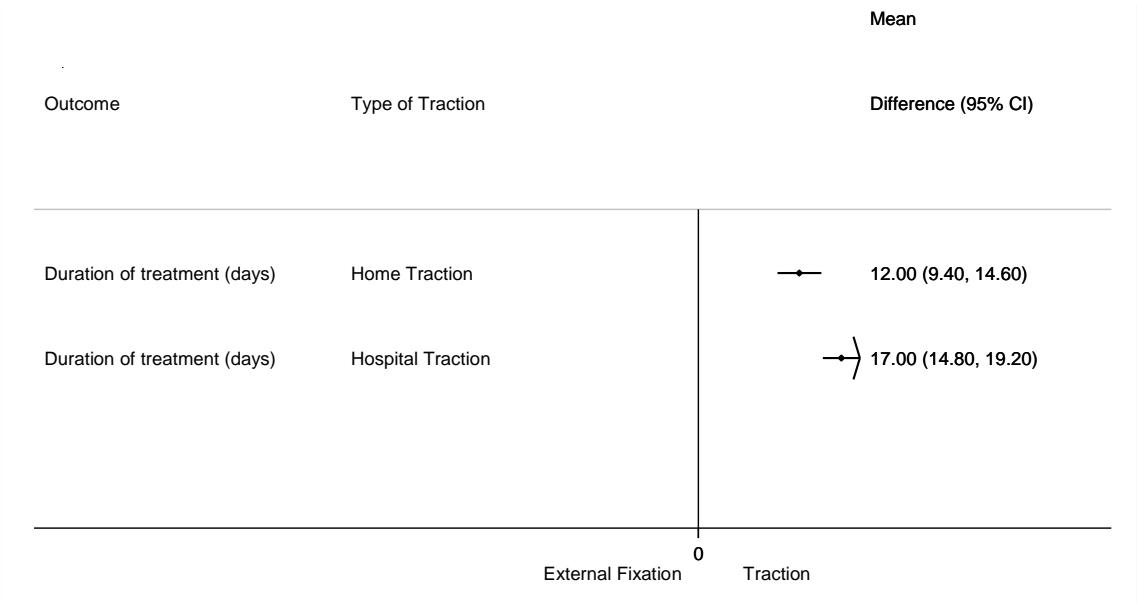 Mean
Outcome Type of Traction Difference (95% CI)
Duration of treatment (days) Home Traction 12.00 (9.40, 14.60)
Duration of treatment (days) Hospital Traction 17.00 (14.80, 19.20)
0
External Fixation Traction